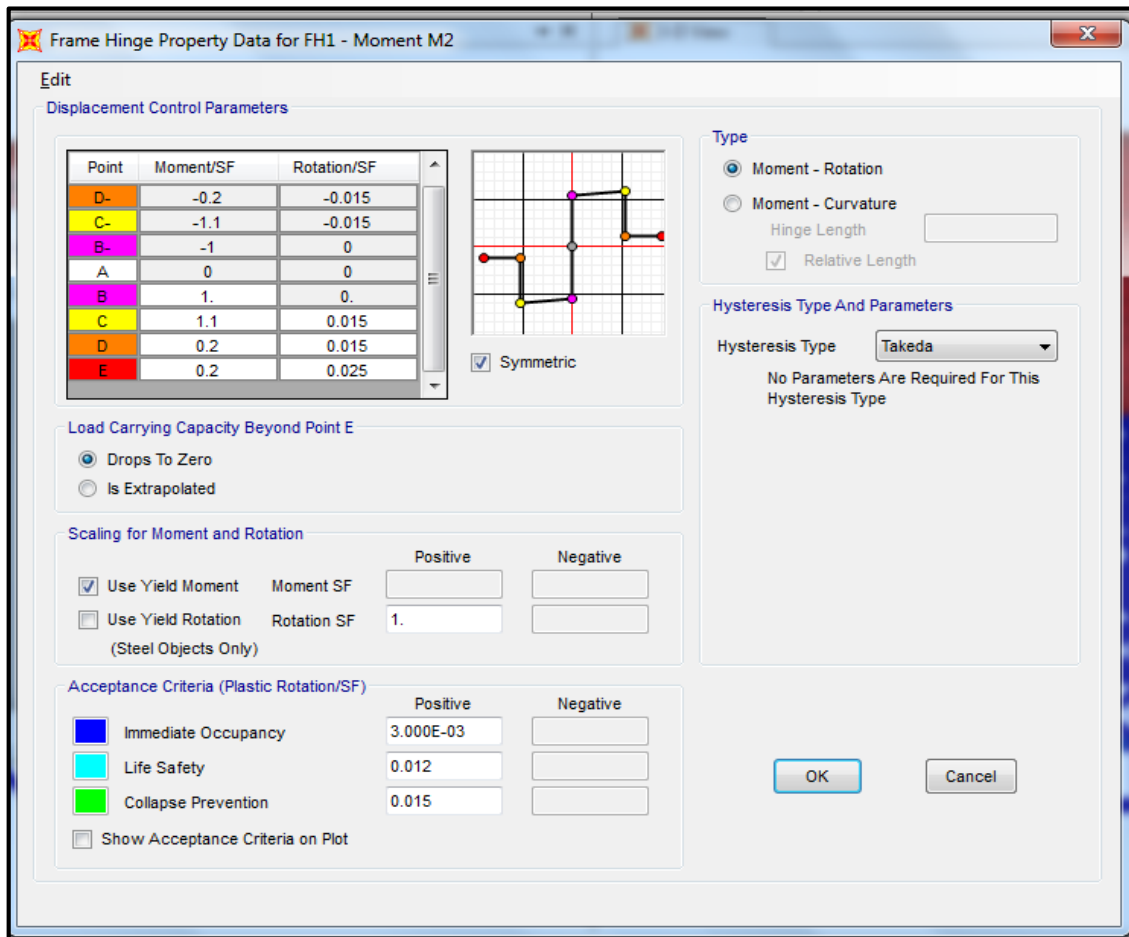 Frame Hinge Property Data for FH1 - Moment M2
Edit
Displacement Control Parameters
Point Moment/SF Rotation/SF
D- -0.2 -0.015
C- -1.1 -0.015
B- -1 0
A 0 0
B 1. 0.
C 1.1 0.015
D 0.2 0.015
E 0.2 0.025
Symmetric
Load Carrying Capacity Beyond Point E
Drops To Zero
Is Extrapolated
Scaling for Moment and Rotation
Positive Negative
Use Yield Moment Moment SF
Use Yield Rotation Rotation SF 1.
(Steel Objects Only)
Acceptance Criteria (Plastic Rotation/SF)
Positive Negative
Immediate Occupancy 3.000E-03
Life Safety 0.012
Collapse Prevention 0.015
Show Acceptance Criteria on Plot
Type
Moment - Rotation
Moment - Curvature
Hinge Length
Relative Length
Hysteresis Type And Parameters
Hysteresis Type Takeda
No Parameters Are Required For This
Hysteresis Type
OK Cancel